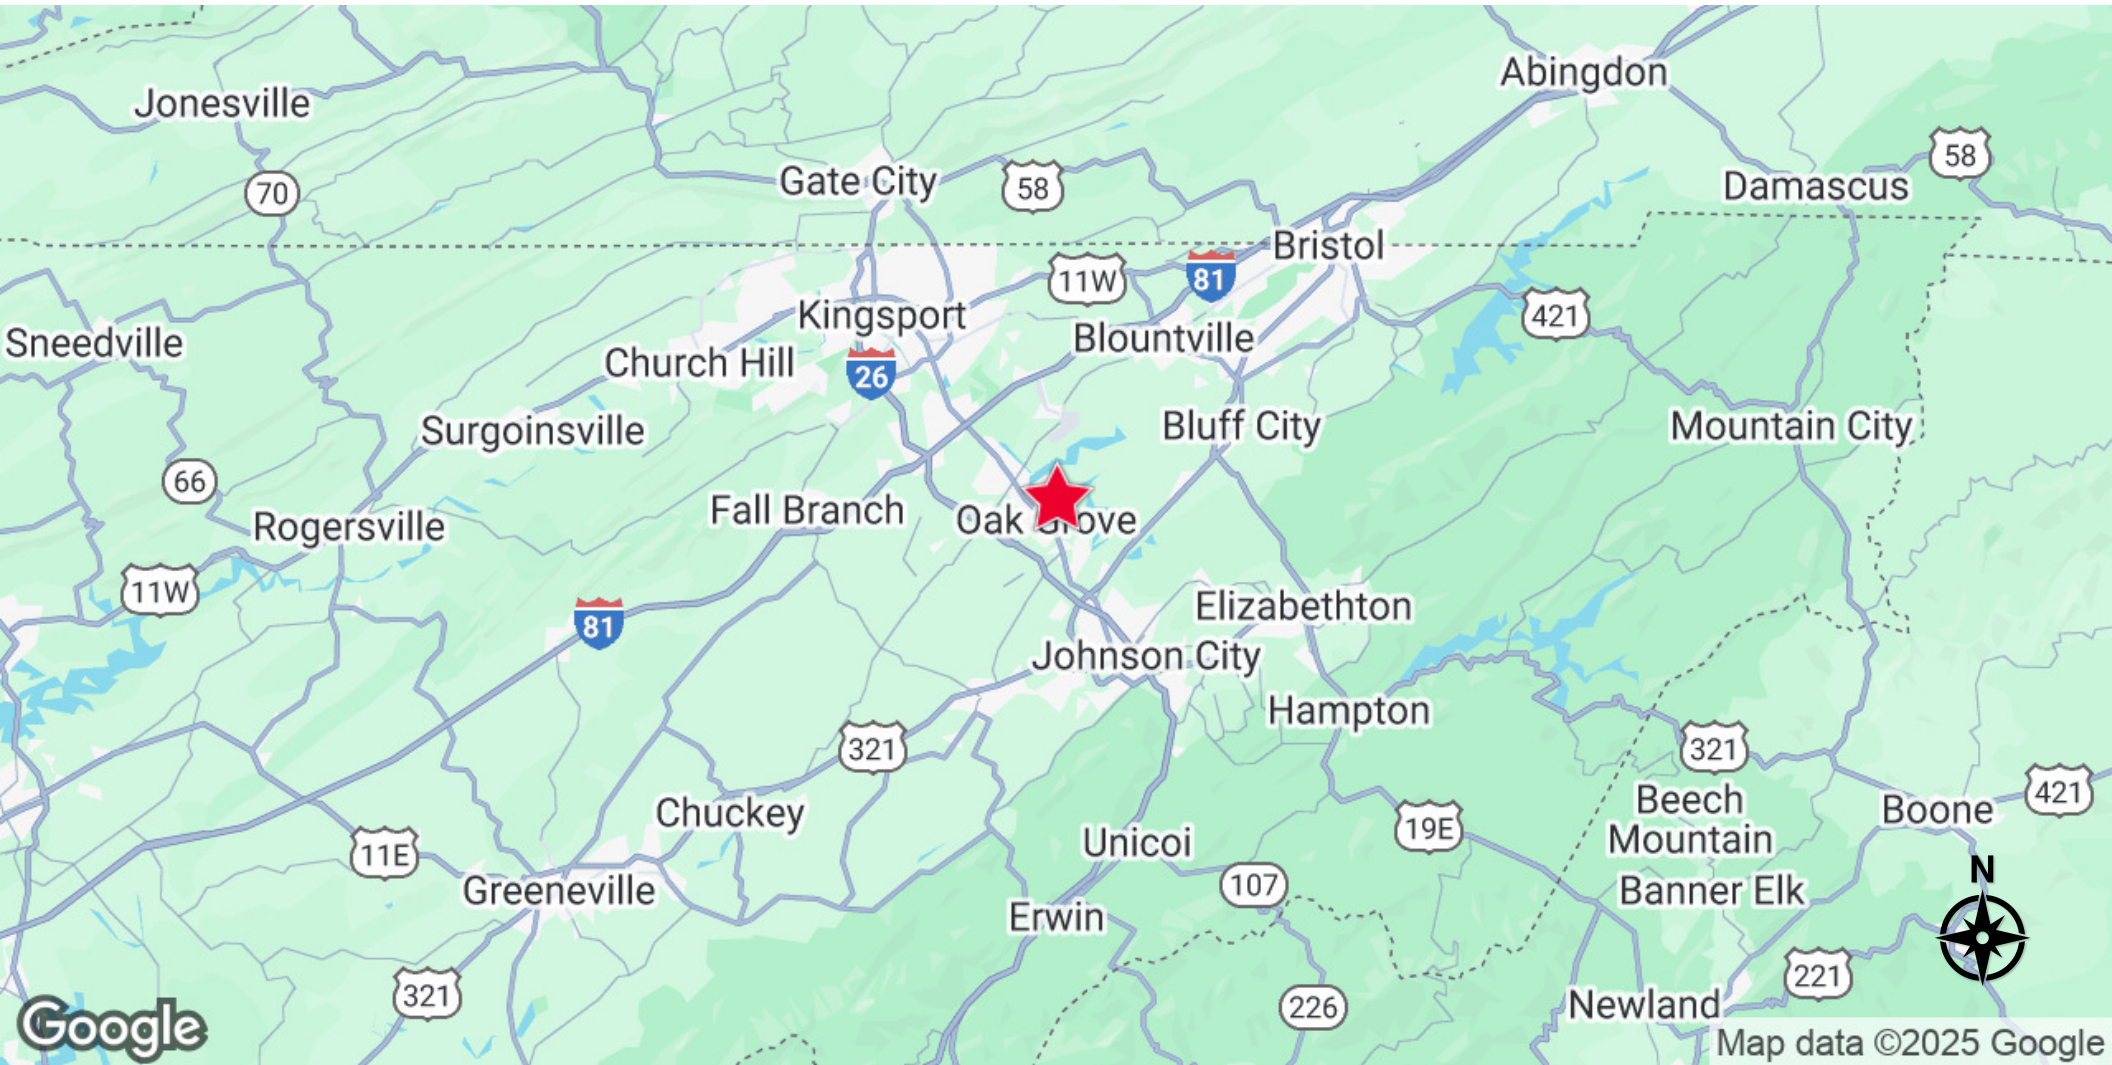 Abingdon
Jonesville
58
Gate City
58
70
Damascus
Bristol
11W
81
Kingsport
421
Blountville
Sneedville
Church Hill
26
Surgoinsville
Bluff City
Mountain City
66
Fall Branch
Oak Grove
Rogersville
11W
Elizabethton
81
Johnson City
Hampton
321
321
421
Beech
Mountain
Boone
Chuckey
19E
Unicoi
11E
N
107
Greeneville
Banner Elk
Erwin
221
321
226
Newland
Google
Map data ©2025 Google